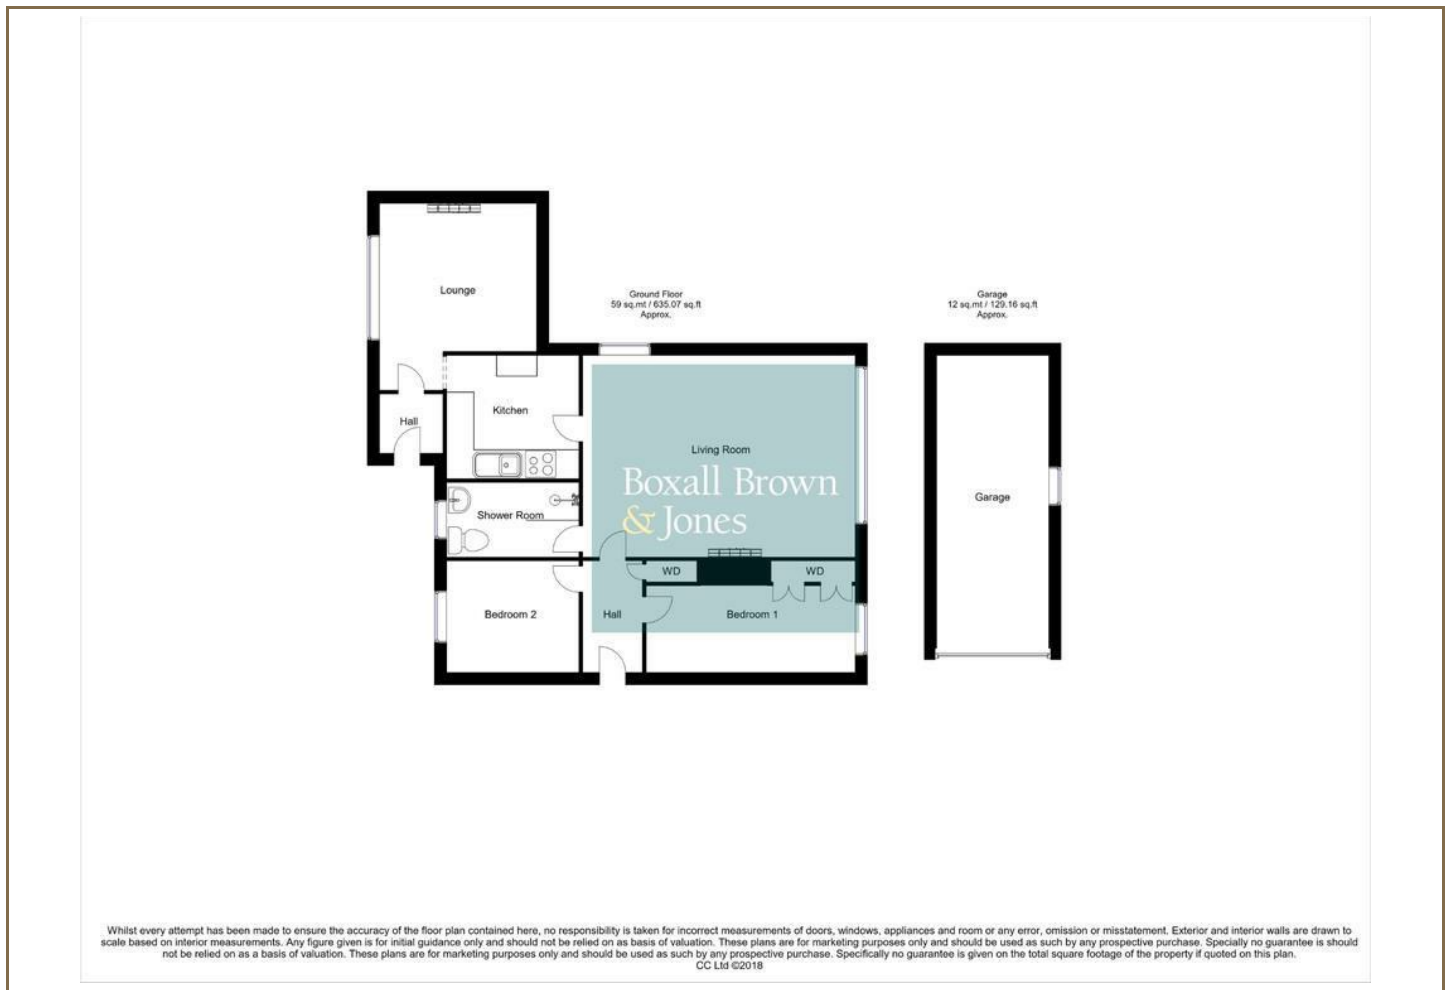 Lounge
Ground Floor
59 sq.mt / 635.07 sq.ft
Approx.
Garage
12 sq.mt / 129.16 sq.ft
Approx.
Kitchen
Hall
Living Room
Boxall Brown
& Jones
Garage
Shower Room
WD
WD
Bedroom 2
Hall
Bedroom 1
Whilst every attempt has been made to ensure the accuracy of the floor plan contained here, no responsibility is taken for incorrect measurements of doors, windows, appliances and room or any error, omission or misstatement. Exterior and interior walls are drawn to
scale based on interior measurements. Any figure given is for initial guidance only and should not be relied on as basis of valuation. These plans are for marketing purposes only and should be used as such by any prospective purchase. Specially no guarantee is should
not be relied on as a basis of valuation. These plans are for marketing purposes only and should be used as such by any prospective purchase. Specifically no guarantee is given on the total square footage of the property if quoted on this plan.
CC Ltd ©2018